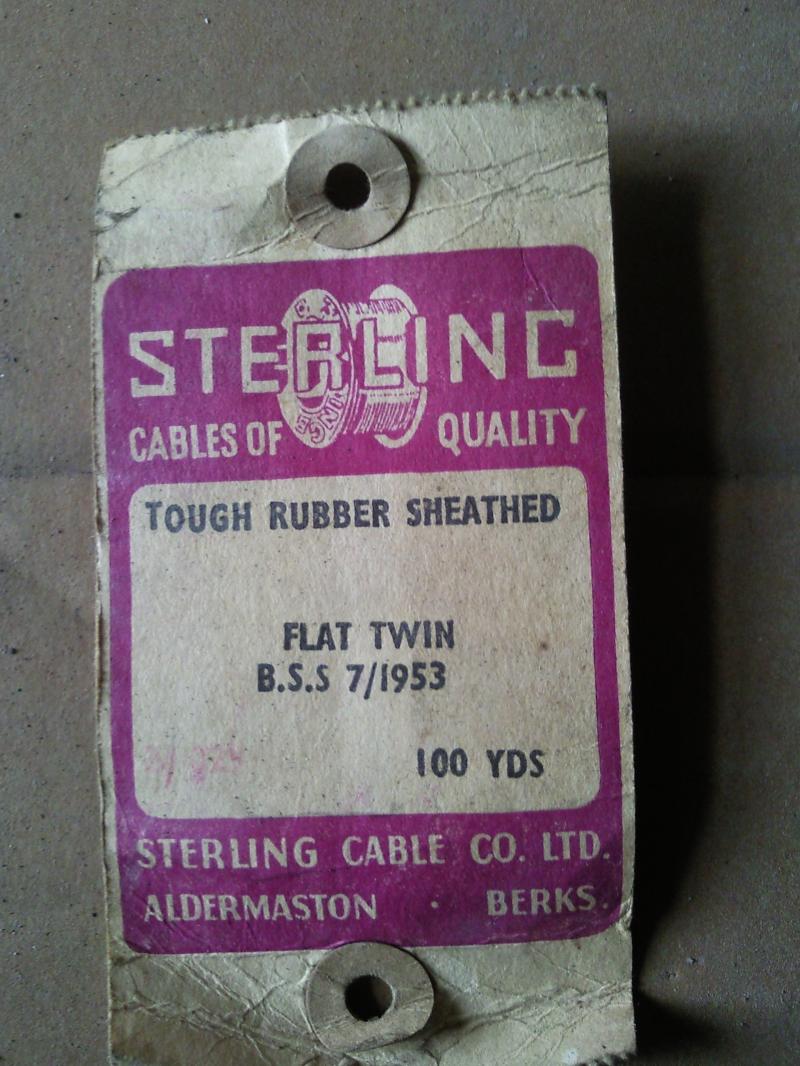 STERLING
CABLES OF QUALITY
TOUGH RUBBER SHEATHED
FLAT TWIN
B.S.S 7/1953
100 YDS
STERLING CABLE CO. LTD.
ALDERMASTON · BERKS.